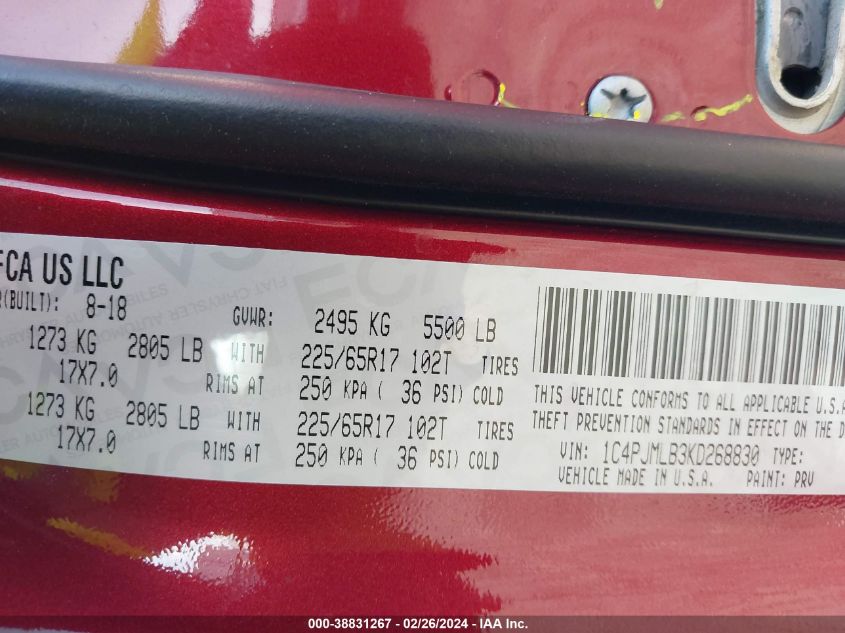 FCA US LLC
R(BUILT): 8-18 GVWR: 2495 KG 5500 LB
1273 KG 2805 LB WITH 225/65R17 102T TIRES
17X7.0 RIMS AT 250 KPA ( 36 PSI) COLD
1273 KG 2805 LB WITH 225/65R17 102T TIRES
17X7.0 RIMS AT 250 KPA ( 36 PSI) COLD
THIS VEHICLE CONFORMS TO ALL APPLICABLE U.S.A
THEFT PREVENTION STANDARDS IN EFFECT ON THE D
VIN: 1C4PJMLB3KD268830 TYPE:
VEHICLE MADE IN U.S.A. PAINT: PRV
000-38831267 - 02/26/2024 - IAA Inc.